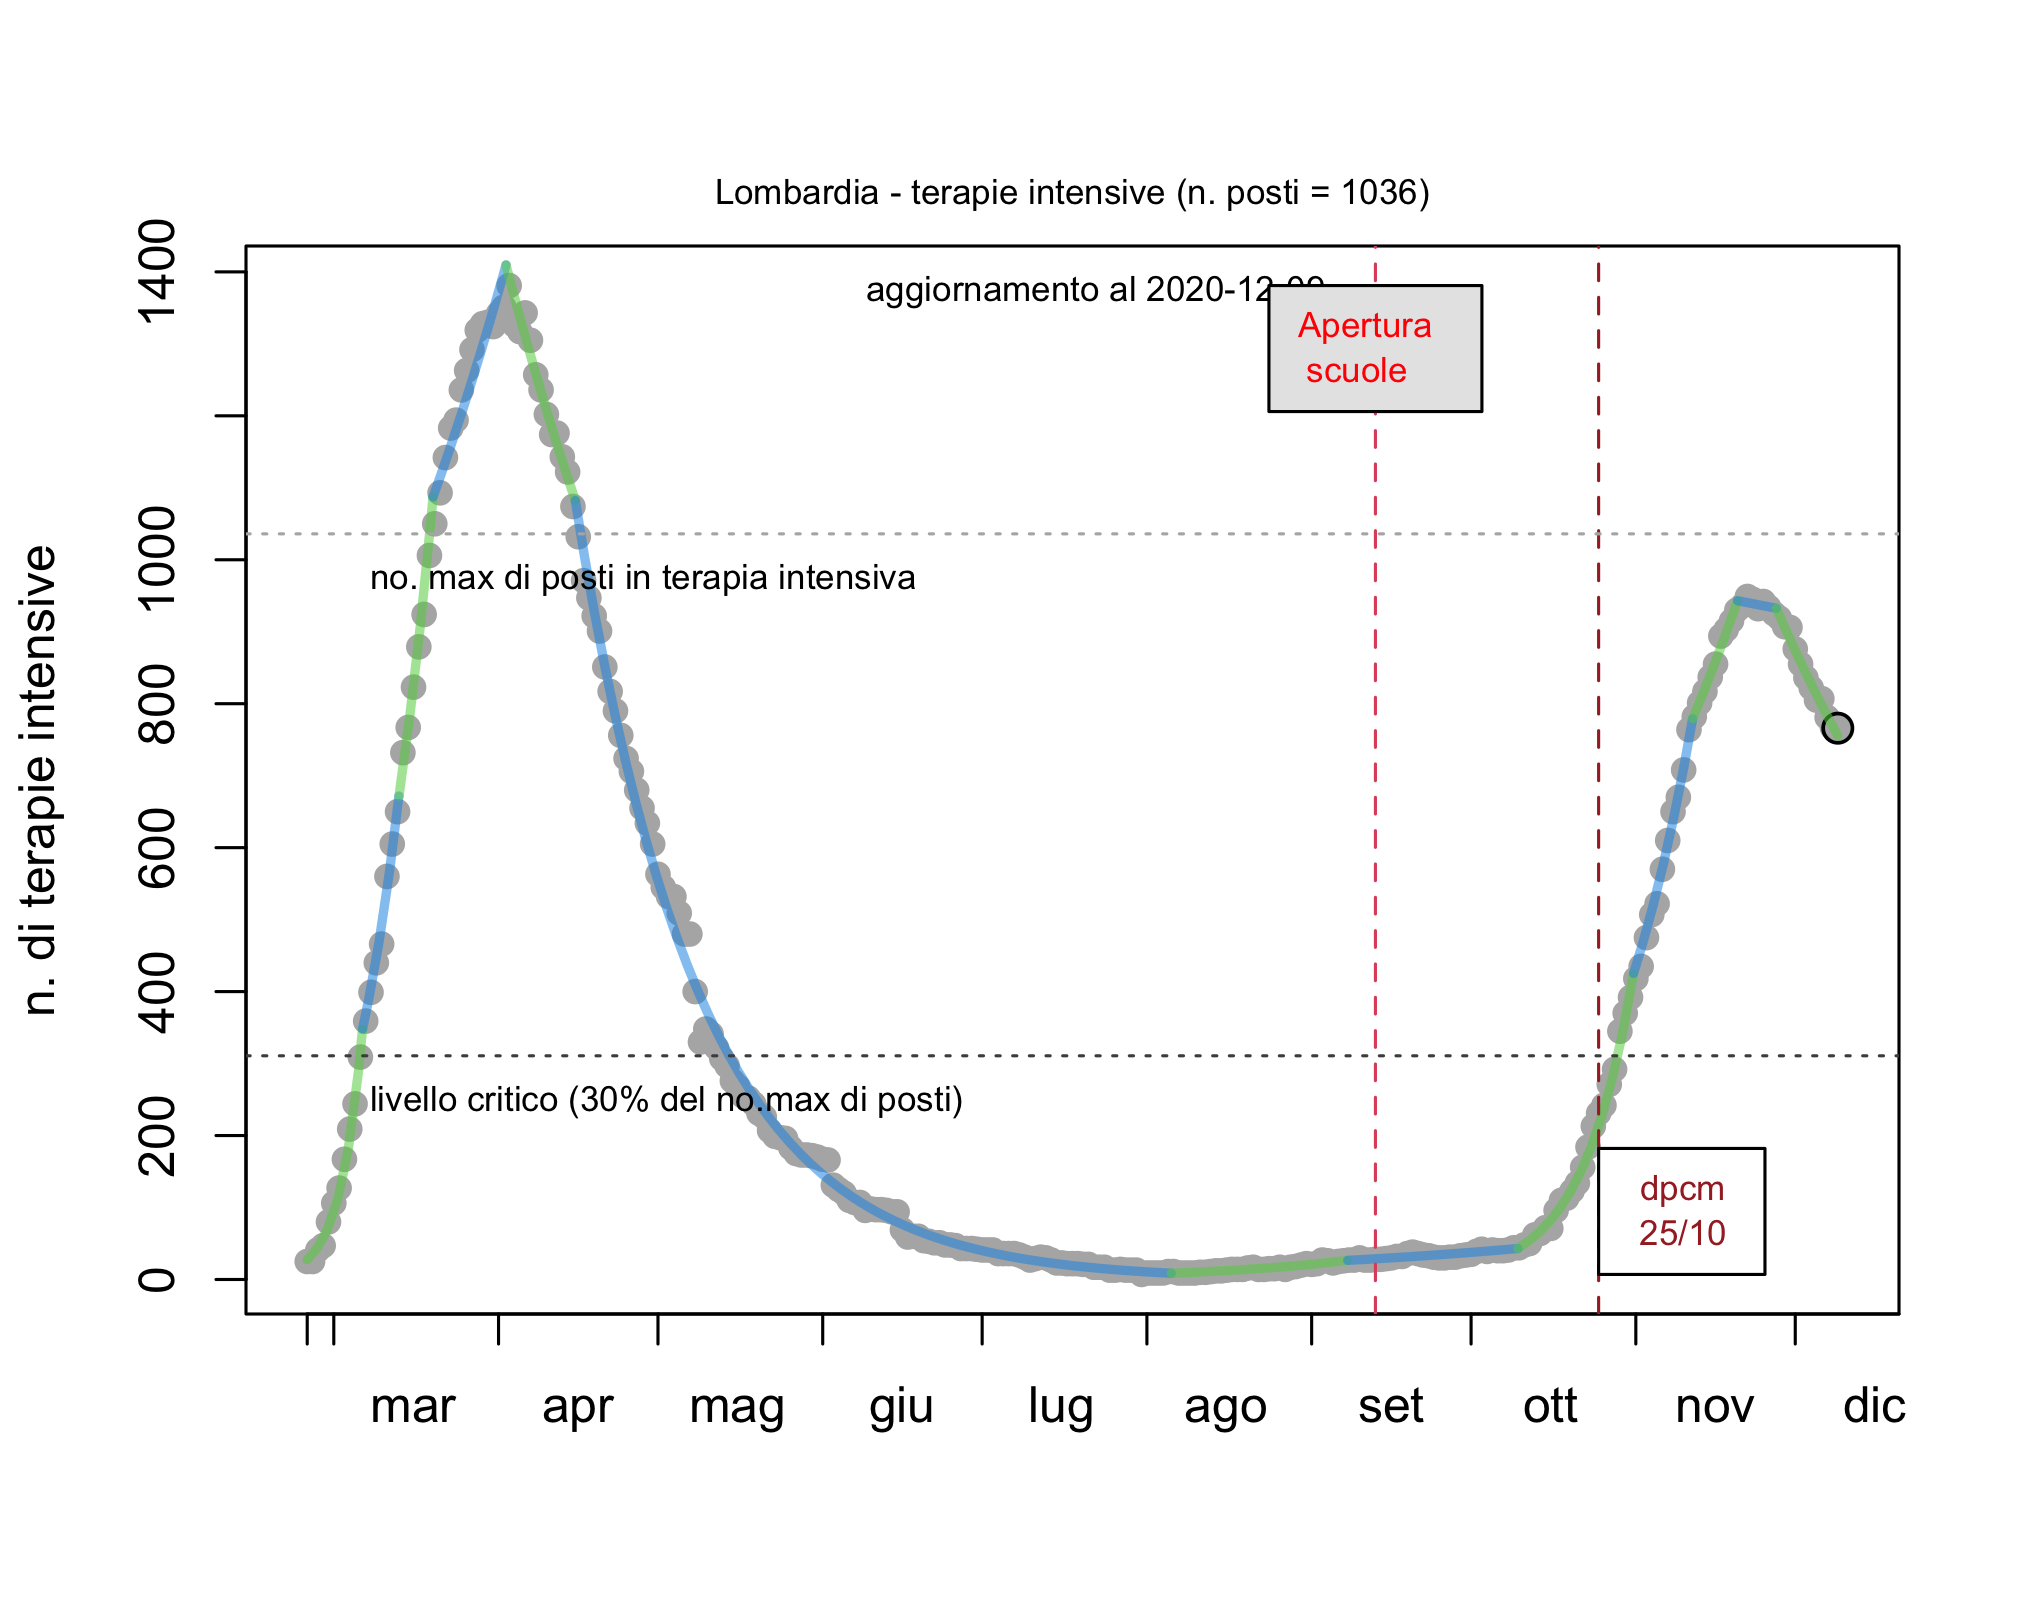 Lombardia - terapie intensive (n. posti = 1036)
aggiornamento al 2020-12-09
Apertura
scuole
no. max di posti in terapia intensiva
livello critico (30% del no.max di posti)
dpcm
25/10
n. di terapie intensive
1400
1000
800
600
400
200
0
mar apr mag giu lug ago set ott nov dic